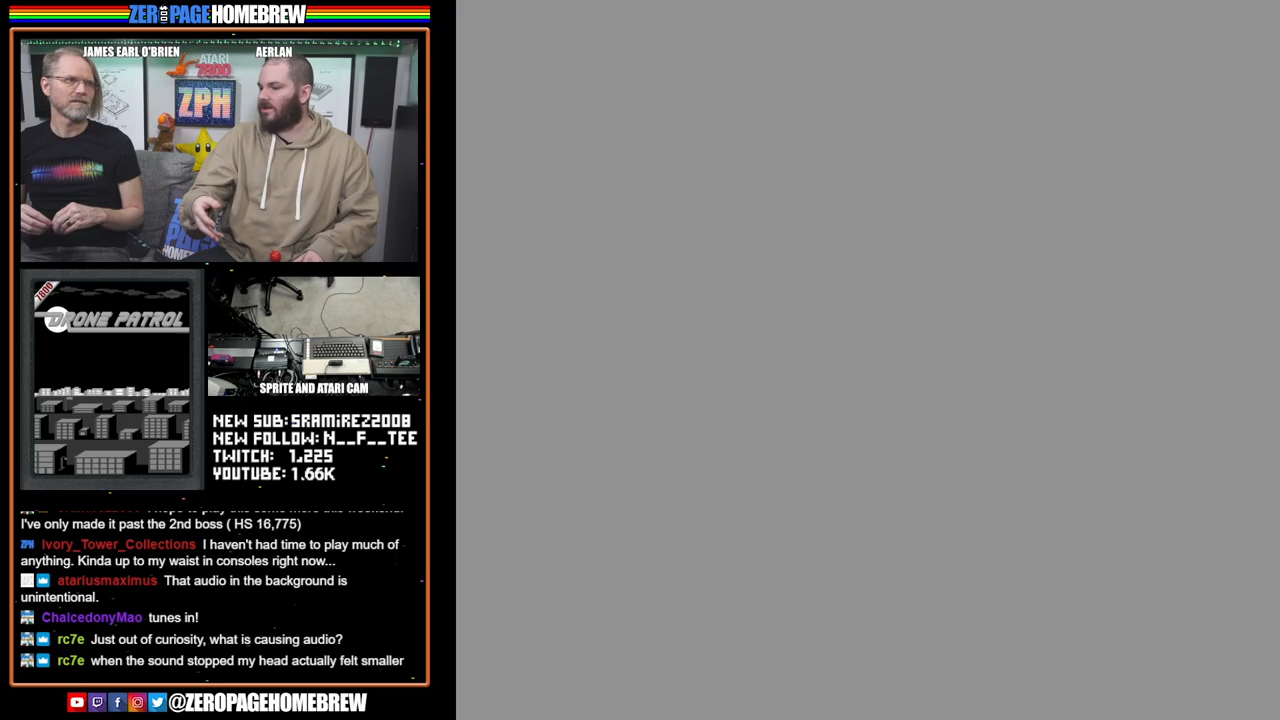 ZEROPAGEHOMEBREW
JAMES EARL O'BRIEN
AERLAN
ATARI
7800
ZPH
7800
DRONE PATROL
SPRITE AND ATARI CAM
NEW SUB: SRAMIREZ2008
NEW FOLLOW: N__F__TEE
TWITCH: 1,225
YOUTUBE: 1.66K
I've only made it past the 2nd boss ( HS 16,775)
ZPH Ivory_Tower_Collections I haven't had time to play much of
anything. Kinda up to my waist in consoles right now...
atariusmaximus That audio in the background is
unintentional.
ChalcedonyMao tunes in!
rc7e Just out of curiosity, what is causing audio?
rc7e when the sound stopped my head actually felt smaller
@ZEROPAGEHOMEBREW